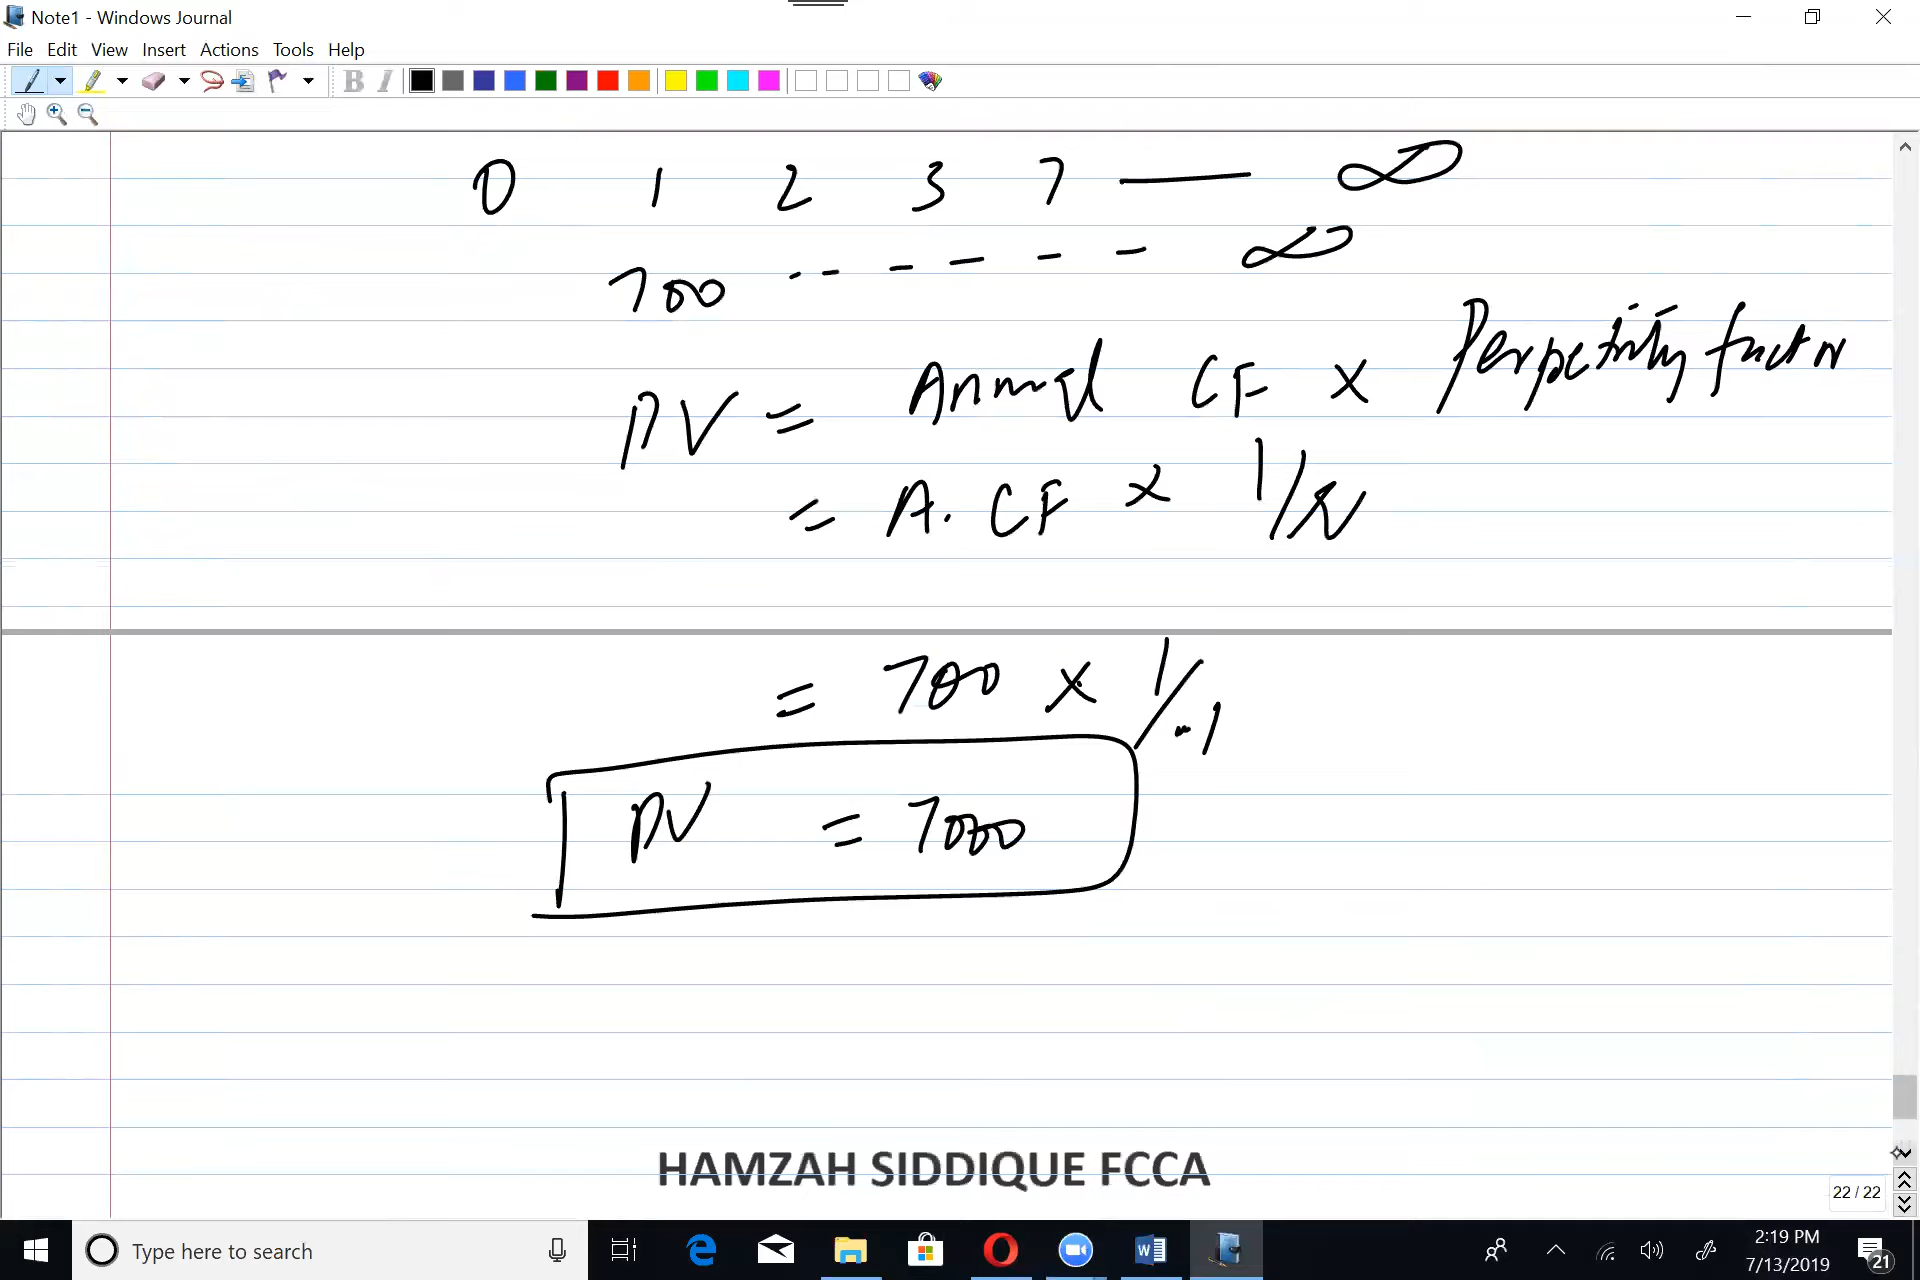 Note1 - Windows Journal
File Edit View Insert Actions Tools Help
B I
0 1 2 3 7 — ∞
700 -- - - - - ∞
PV = Annual CF × Perpetuity factor
= A. CF × 1/r
= 700 × 1/.1
PV = 7000
HAMZAH SIDDIQUE FCCA
22 / 22
Type here to search
2:19 PM
7/13/2019
21